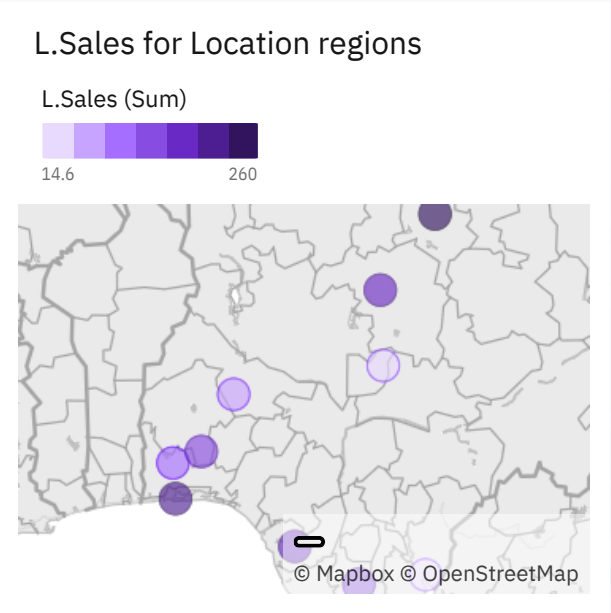 L.Sales for Location regions
L.Sales (Sum)
14.6 260
© Mapbox © OpenStreetMap